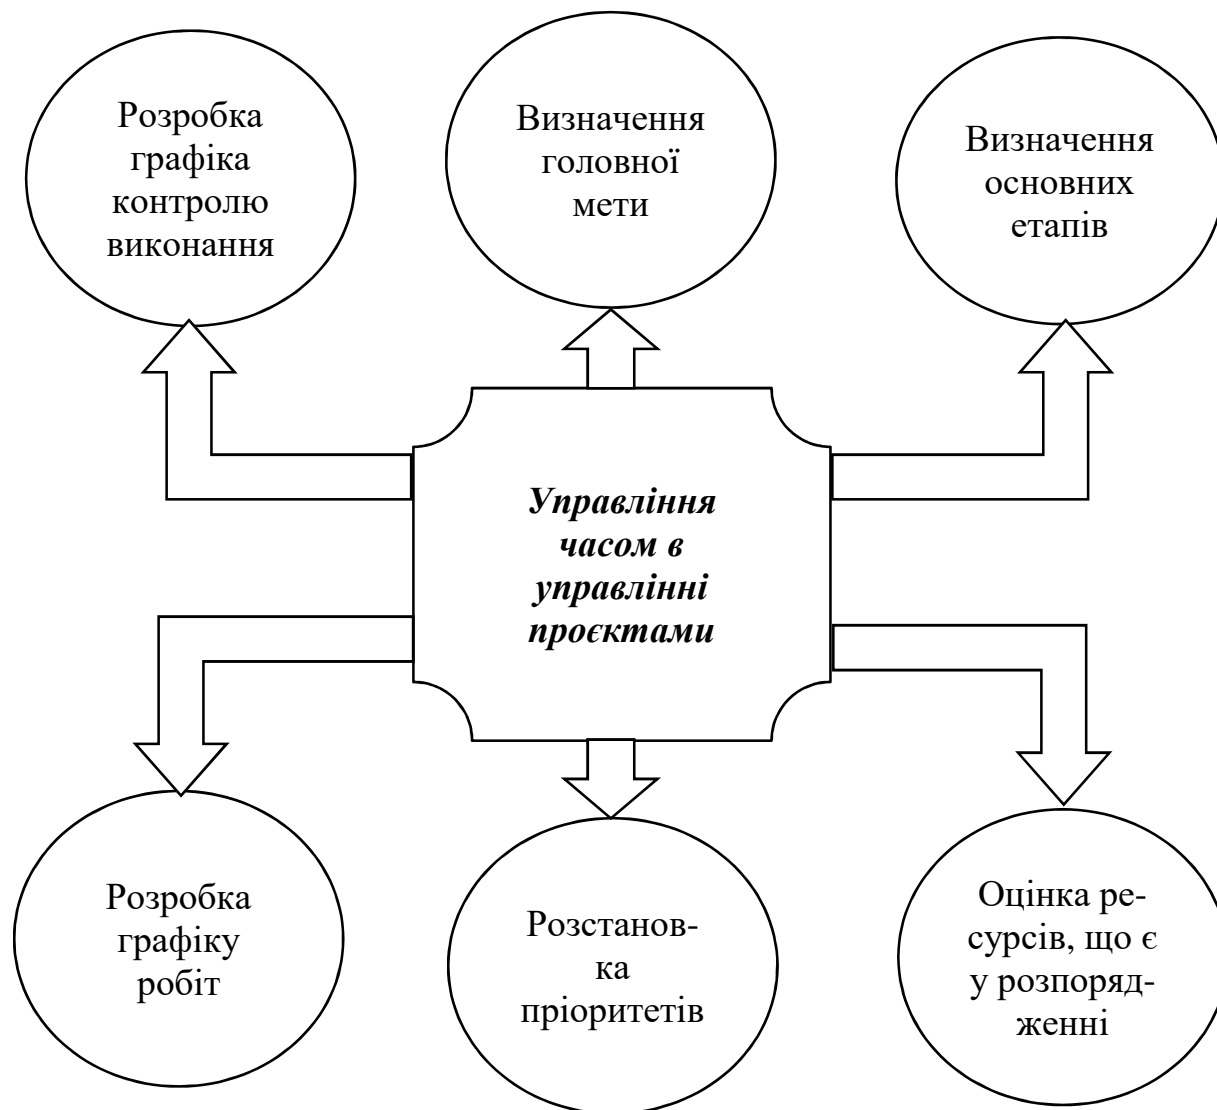 Розробка
графіка
контролю
виконання
Визначення
головної
мети
Визначення
основних
етапів
Управління
часом в
управлінні
проєктами
Розробка
графіку
робіт
Розстанов-
ка
пріоритетів
Оцінка ре-
сурсів, що є
у розпоряд-
женні